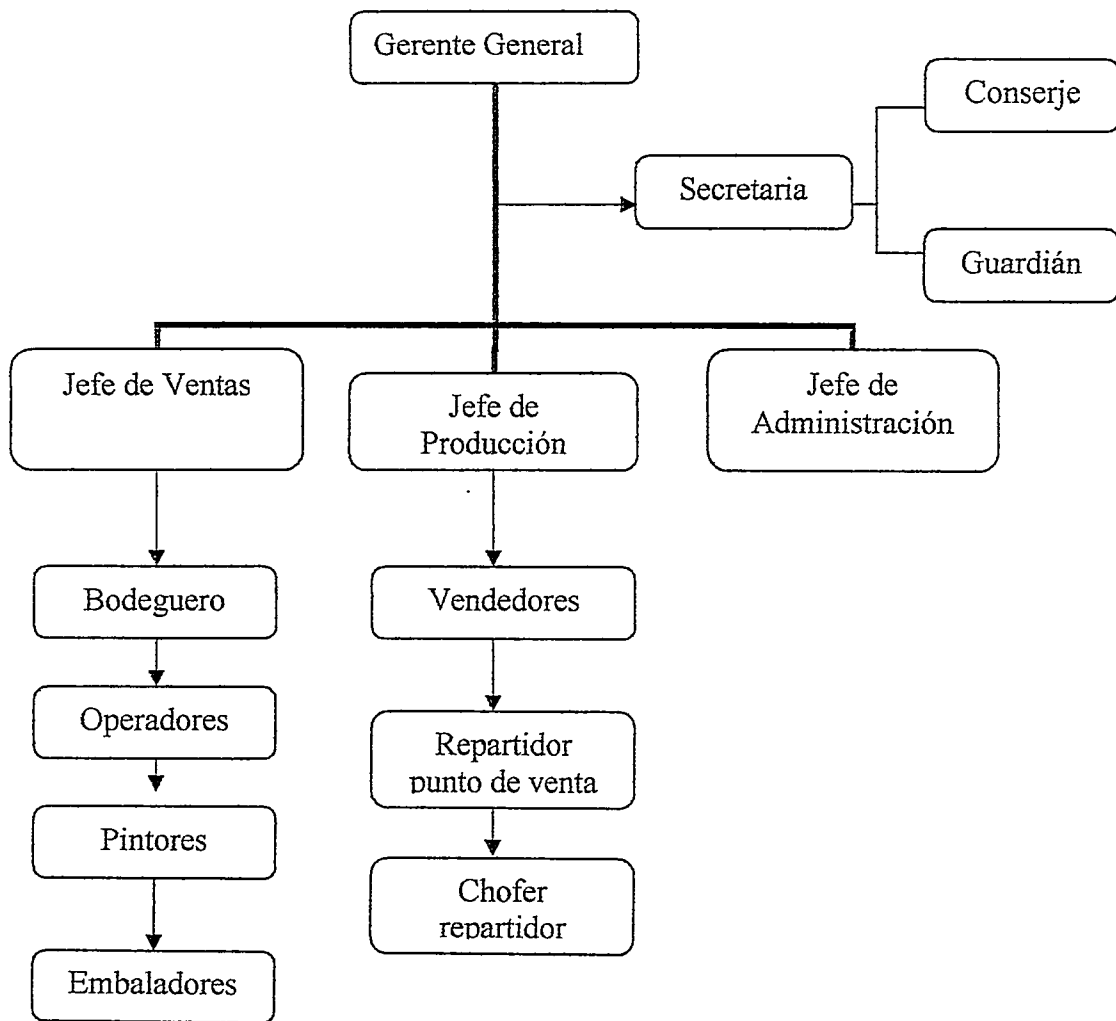 Gerente General
Conserje
Secretaria
Guardián
Jefe de Ventas
Jefe de
Producción
Jefe de
Administración
Bodeguero
Vendedores
Operadores
Repartidor
punto de venta
Pintores
Chofer
repartidor
Embaladores